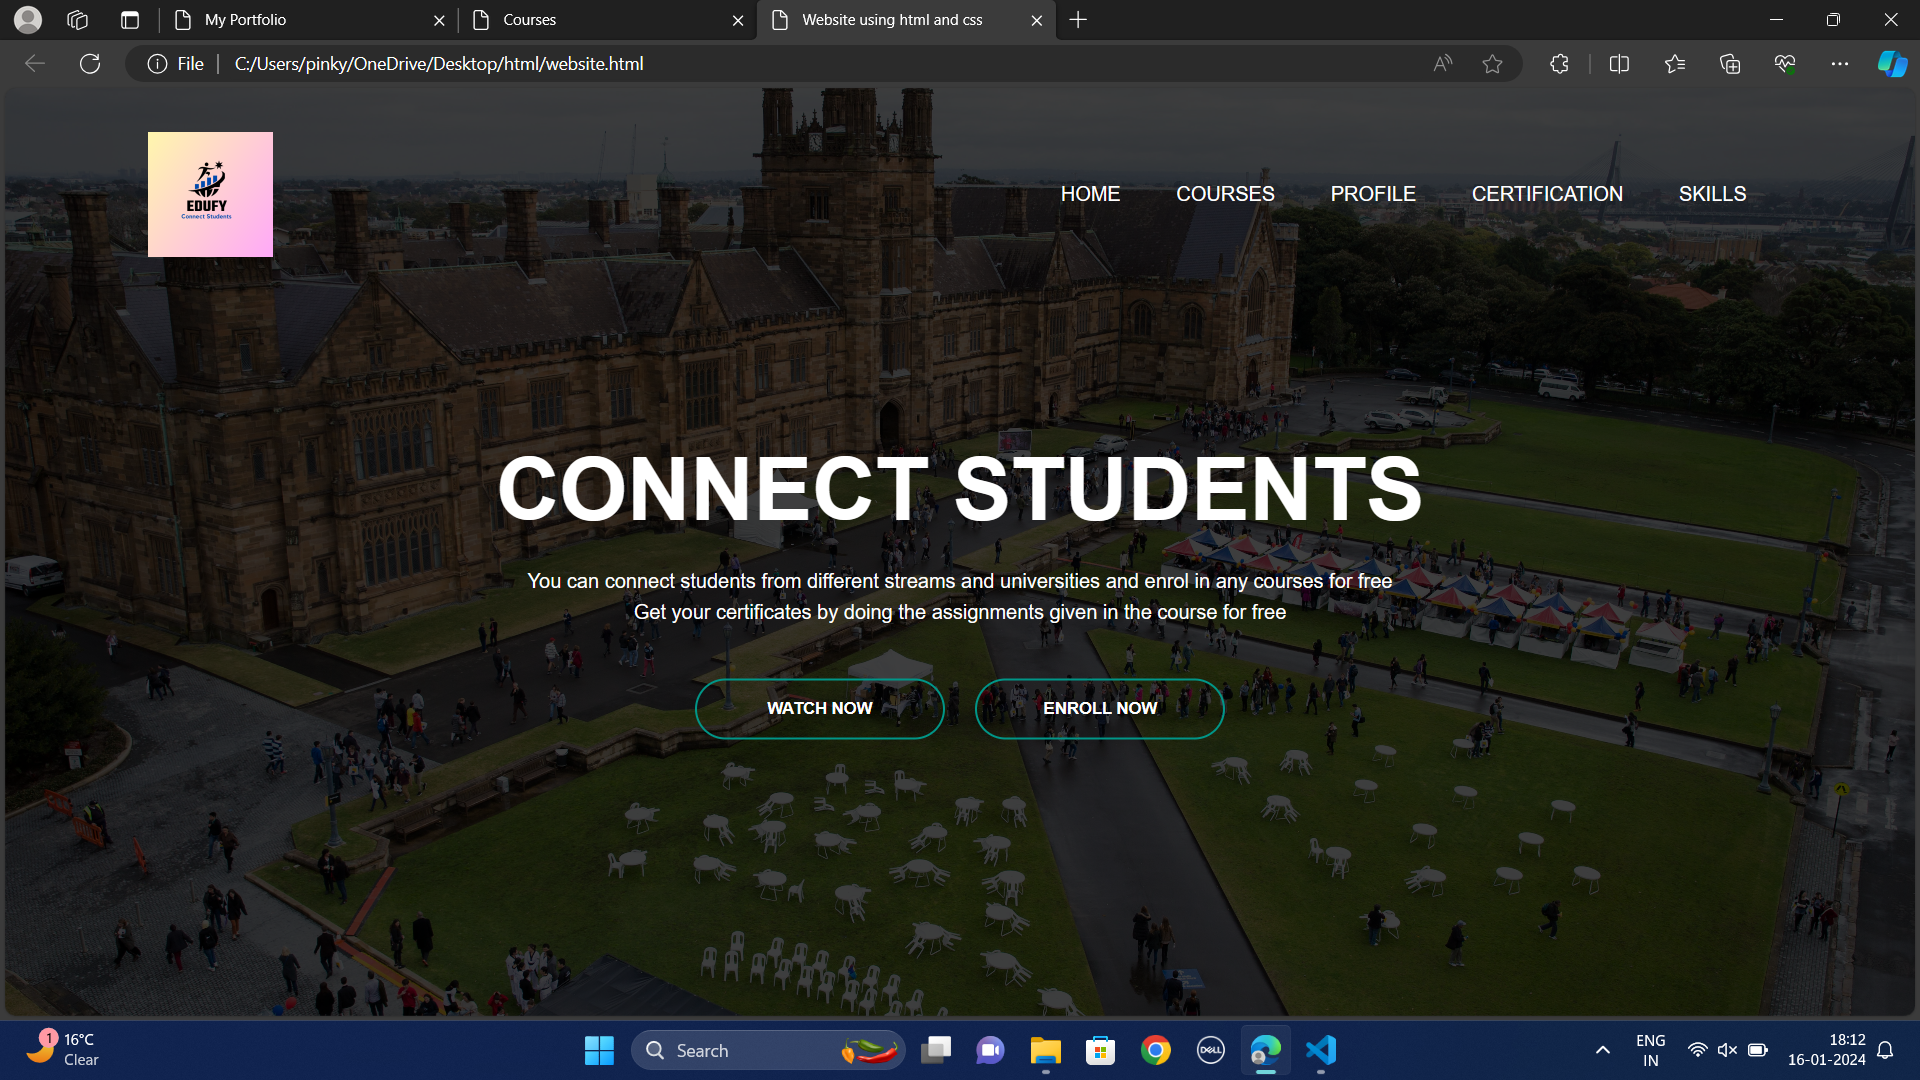 My Portfolio
Courses
Website using html and css
File
C:/Users/pinky/OneDrive/Desktop/html/website.html
EDUFY
Connect Students
HOME
COURSES
PROFILE
CERTIFICATION
SKILLS
CONNECT STUDENTS
You can connect students from different streams and universities and enrol in any courses for free
Get your certificates by doing the assignments given in the course for free
WATCH NOW
ENROLL NOW
1
16°C
Clear
Search
DELL
ENG
IN
18:12
16-01-2024